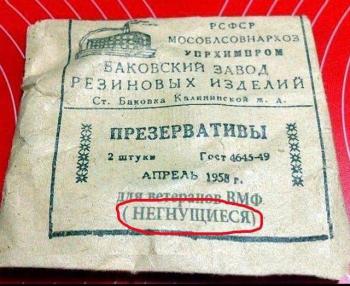 РСФСР
МОСОБЛСОВНАРХОЗ
УПРХИМПРОМ
БАКОВСКИЙ ЗАВОД
РЕЗИНОВЫХ ИЗДЕЛИЙ
Ст. Баковка Калининской ж. д.
ПРЕЗЕРВАТИВЫ
2 штуки Гост 4645-49
АПРЕЛЬ 1958 г.
для ветеранов ВМФ
(НЕГНУЩИЕСЯ)